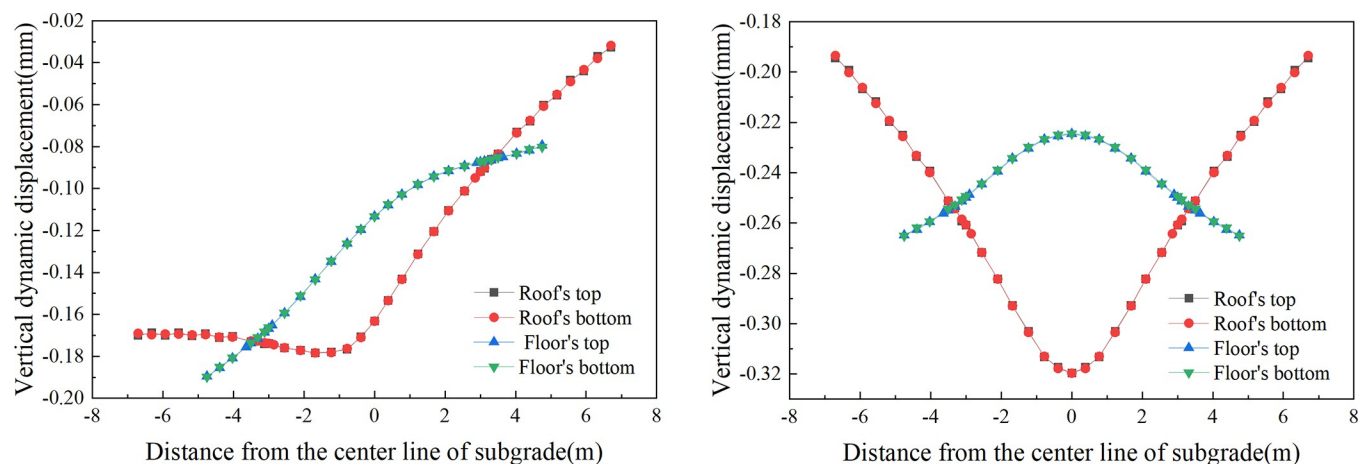 -0.02
-0.04
-0.06
-0.08
-0.10
-0.12
-0.14
-0.16
-0.18
-0.20
Vertical dynamic displacement(mm)
Roof's top
Roof's bottom
Floor's top
Floor's bottom
-8 -6 -4 -2 0 2 4 6 8
Distance from the center line of subgrade(m)
-0.18
-0.20
-0.22
-0.24
-0.26
-0.28
-0.30
-0.32
Vertical dynamic displacement(mm)
Roof's top
Roof's bottom
Floor's top
Floor's bottom
-8 -6 -4 -2 0 2 4 6 8
Distance from the center line of subgrade(m)